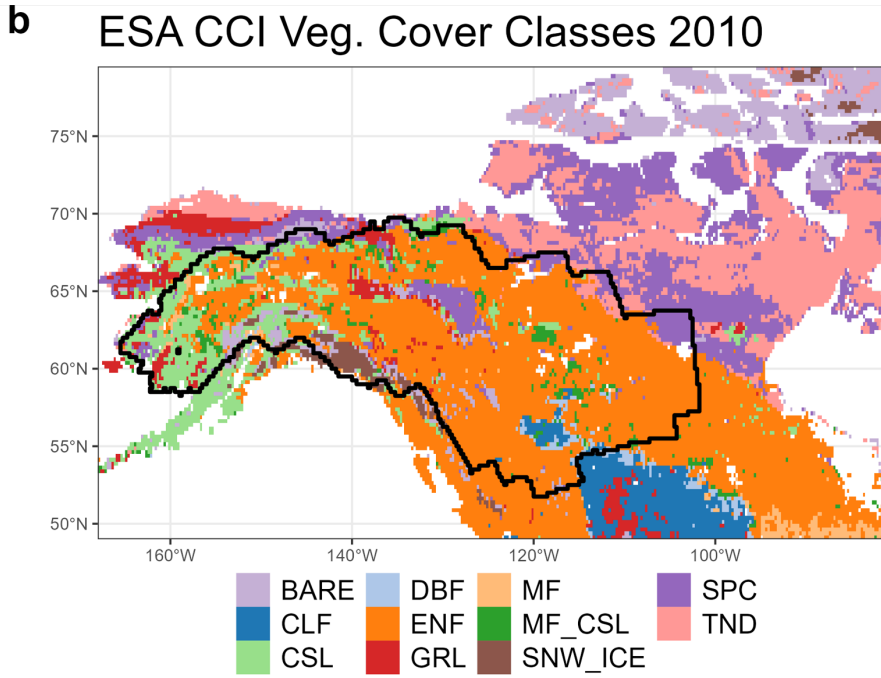 b ESA CCI Veg. Cover Classes 2010
75°N
70°N
65°N
60°N
55°N
50°N
160°W 140°W 120°W 100°W
BARE DBF MF SPC
CLF ENF MF_CSL TND
CSL GRL SNW_ICE